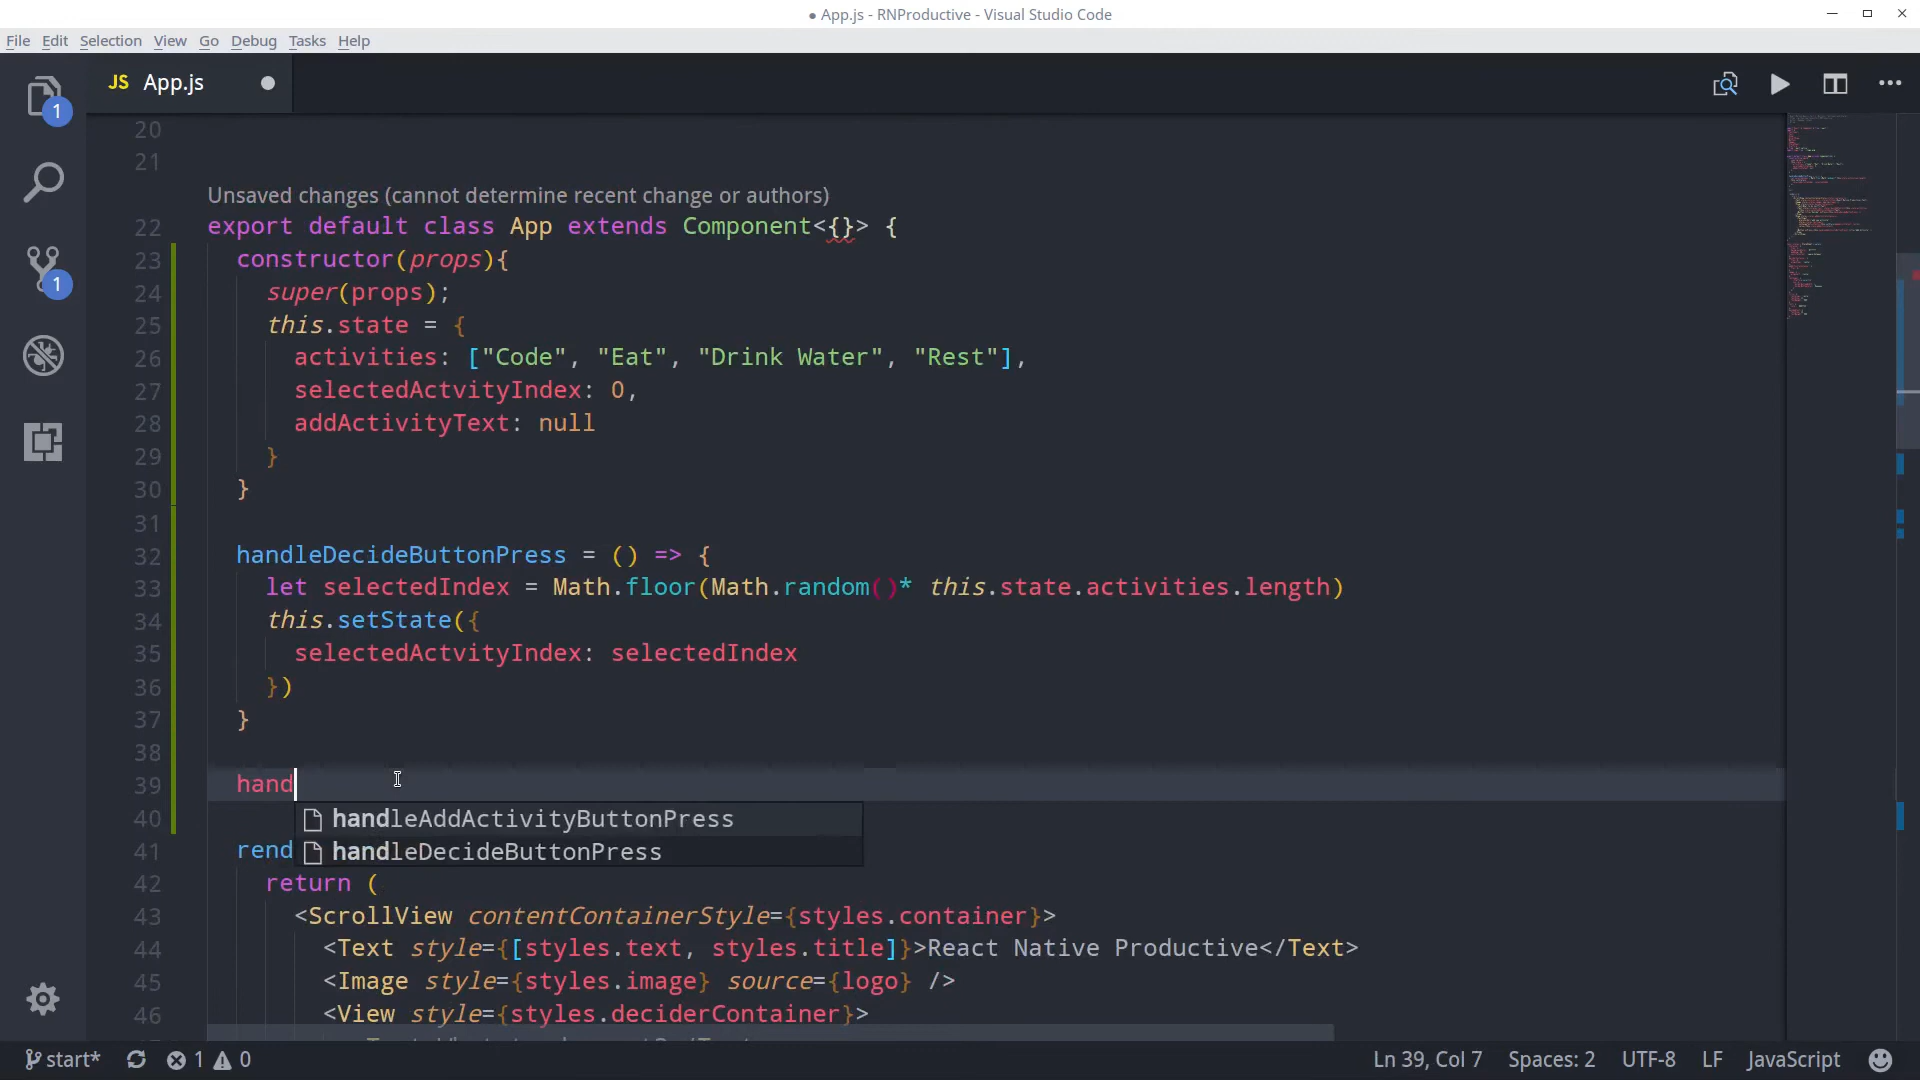 ● App.js - RNProductive - Visual Studio Code
File Edit Selection View Go Debug Tasks Help
JS App.js ●
1
1
20
21
Unsaved changes (cannot determine recent change or authors)
22 export default class App extends Component<{}> {
23 constructor(props){
24 super(props);
25 this.state = {
26 activities: ["Code", "Eat", "Drink Water", "Rest"],
27 selectedActvityIndex: 0,
28 addActivityText: null
29 }
30 }
31
32 handleDecideButtonPress = () => {
33 let selectedIndex = Math.floor(Math.random()* this.state.activities.length)
34 this.setState({
35 selectedActvityIndex: selectedIndex
36 })
37 }
38
39 hand
40 handleAddActivityButtonPress
41 rend handleDecideButtonPress
42 return (
43 <ScrollView contentContainerStyle={styles.container}>
44 <Text style={[styles.text, styles.title]}>React Native Productive</Text>
45 <Image style={styles.image} source={logo} />
46 <View style={styles.deciderContainer}>
start* 1 0 Ln 39, Col 7 Spaces: 2 UTF-8 LF JavaScript